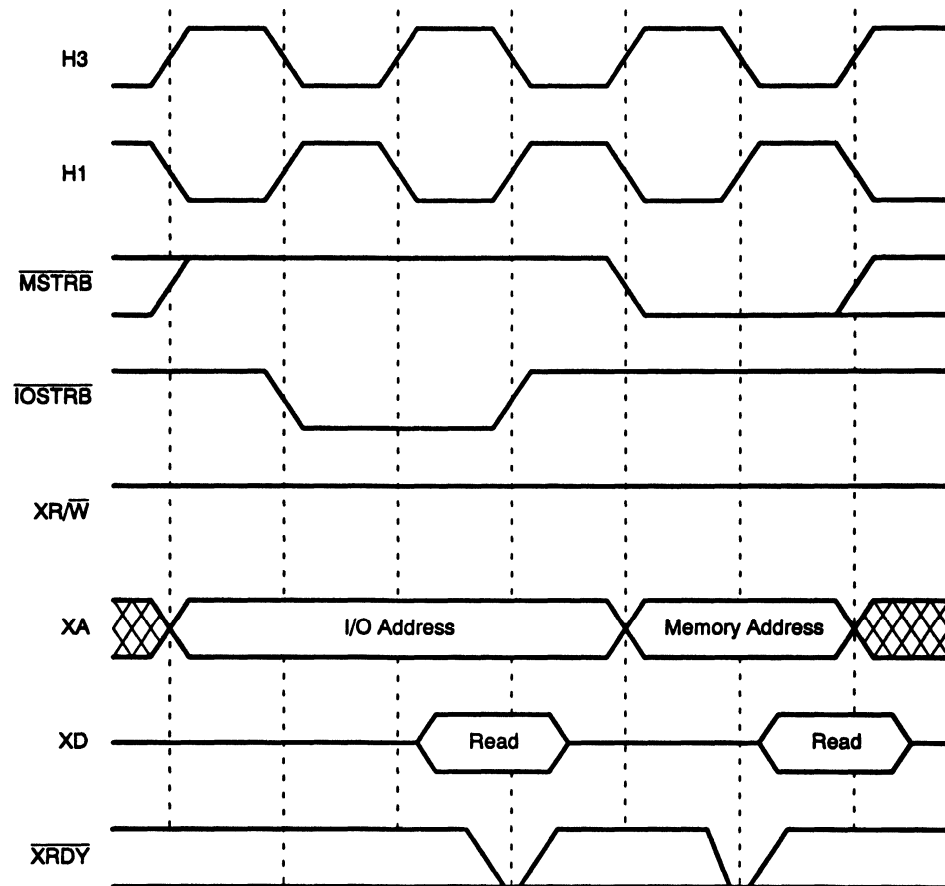 H3
H1
MSTRB
IOSTRB
XR/W
XA
I/O Address
Memory Address
XD
Read
Read
XRDY